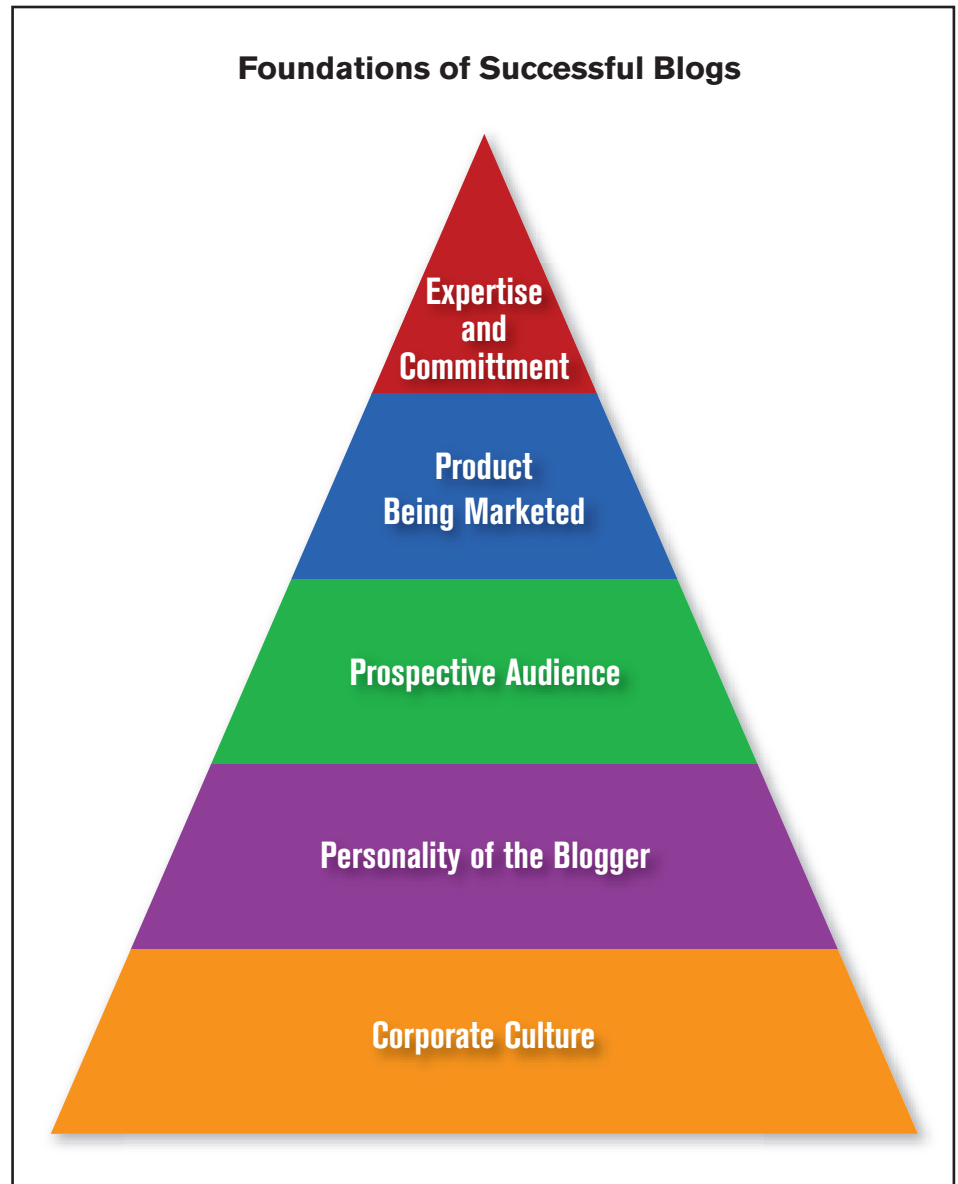 Foundations of Successful Blogs
Expertise
and
Committment
Product
Being Marketed
Prospective Audience
Personality of the Blogger
Corporate Culture